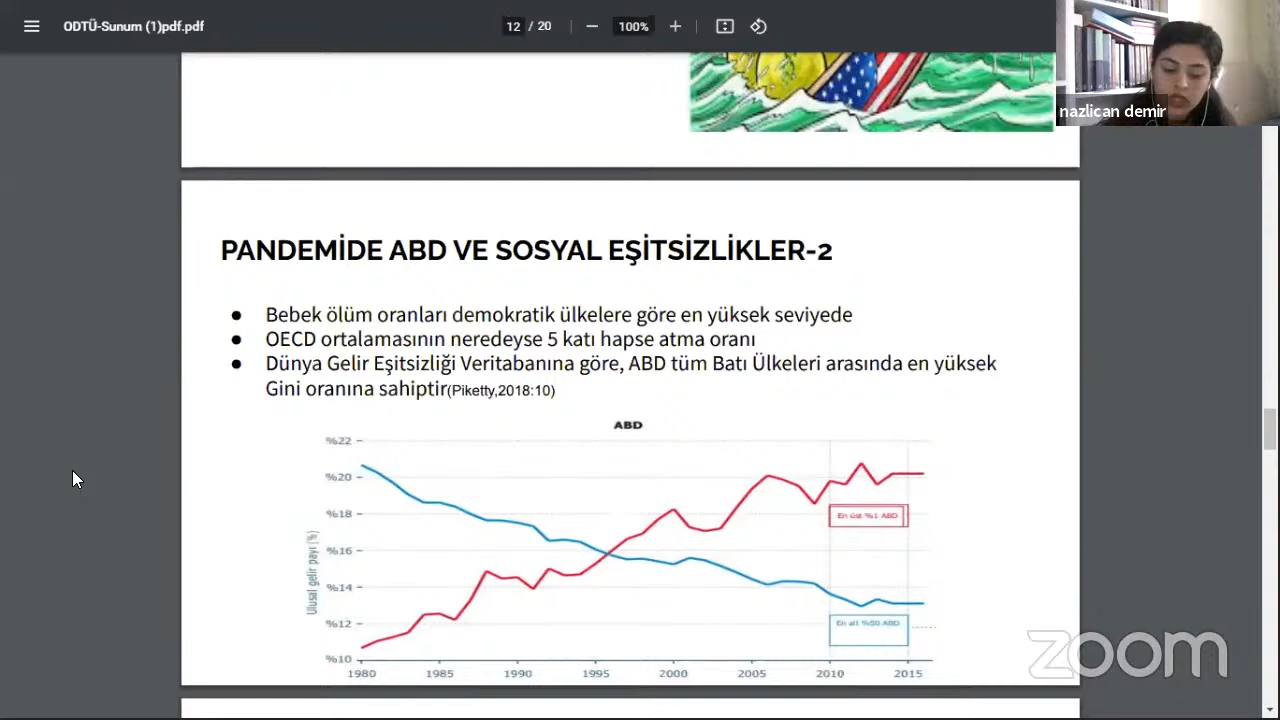 ODTÜ-Sunum (1)pdf.pdf
12 / 20
100%
nazlican demir
PANDEMİDE ABD VE SOSYAL EŞİTSİZLİKLER-2
● Bebek ölüm oranları demokratik ülkelere göre en yüksek seviyede
● OECD ortalamasının neredeyse 5 katı hapse atma oranı
● Dünya Gelir Eşitsizliği Veritabanına göre, ABD tüm Batı Ülkeleri arasında en yüksek
Gini oranına sahiptir(Piketty,2018:10)
ABD
%22
%20
%18
%16
%14
%12
%10
Ulusal gelir payı (%)
En üst %1 ABD
En alt %50 ABD
1980 1985 1990 1995 2000 2005 2010 2015
zoom